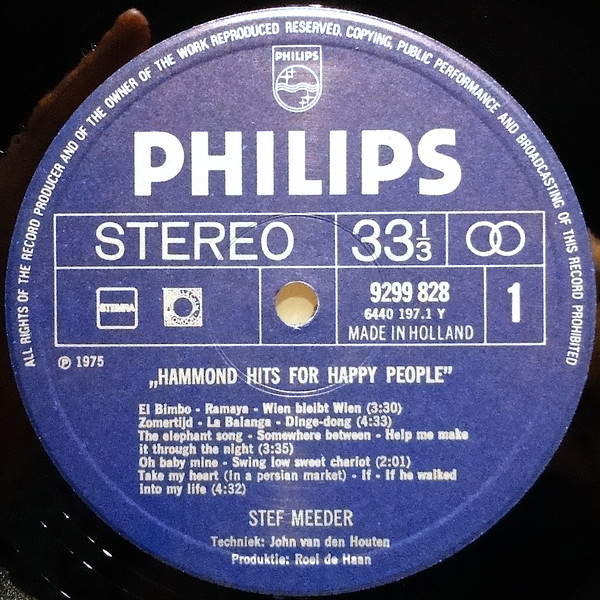 ALL RIGHTS OF THE RECORD PRODUCER AND OF THE OWNER OF THE WORK REPRODUCED RESERVED. COPYING, PUBLIC PERFORMANCE AND BROADCASTING OF THIS RECORD PROHIBITED
PHILIPS
PHILIPS
STEREO 33 1/3
STEMRA
9299 828
6440 197.1 Y
MADE IN HOLLAND
1
℗ 1975
„HAMMOND HITS FOR HAPPY PEOPLE”
El Bimbo - Ramaya - Wien bleibt Wien (3:30)
Zomertijd - La Balanga - Dinge-dong (4:33)
The elephant song - Somewhere between - Help me make
it through the night (3:35)
Oh baby mine - Swing low sweet chariot (2:01)
Take my heart (In a persian market) - If - If he walked
into my life (4:32)
STEF MEEDER
Techniek: John van den Houten
Produktie: Roel de Haan